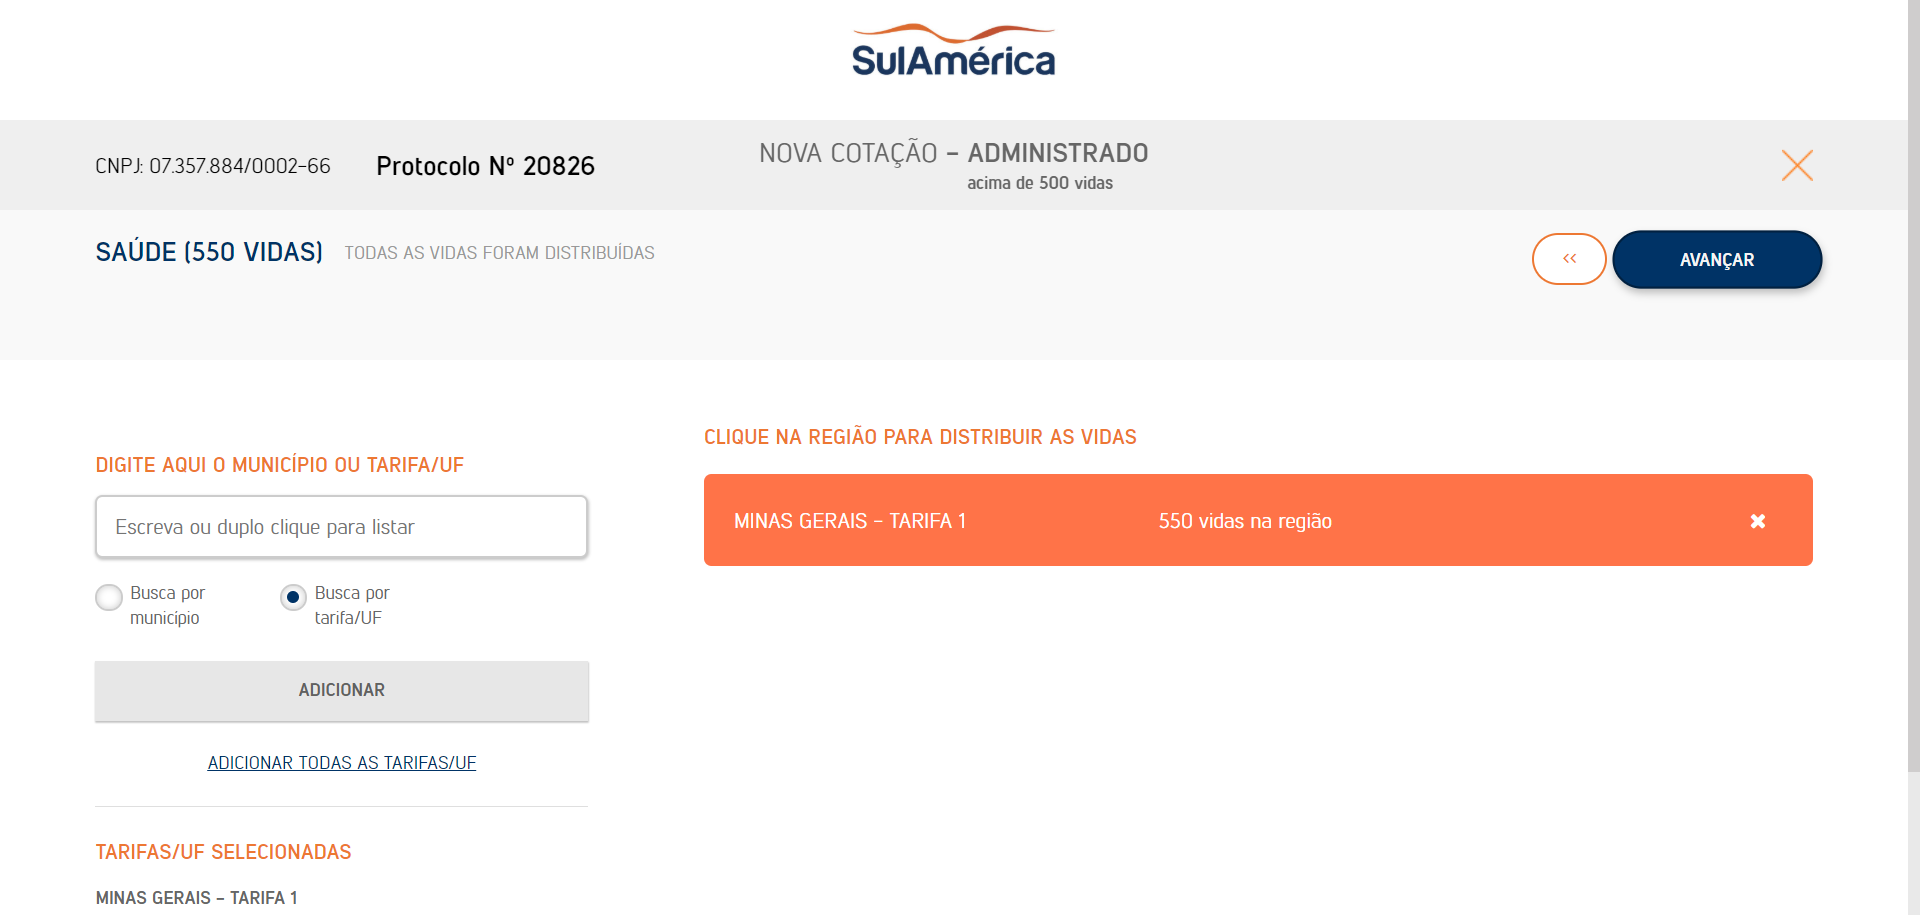 SulAmérica
CNPJ: 07.357.884/0002-66
Protocolo Nº 20826
NOVA COTAÇÃO – ADMINISTRADO
acima de 500 vidas
SAÚDE (550 VIDAS)
TODAS AS VIDAS FORAM DISTRIBUÍDAS
<<
AVANÇAR
DIGITE AQUI O MUNICÍPIO OU TARIFA/UF
Escreva ou duplo clique para listar
Busca por
município
Busca por
tarifa/UF
ADICIONAR
ADICIONAR TODAS AS TARIFAS/UF
TARIFAS/UF SELECIONADAS
MINAS GERAIS – TARIFA 1
CLIQUE NA REGIÃO PARA DISTRIBUIR AS VIDAS
MINAS GERAIS – TARIFA 1
550 vidas na região